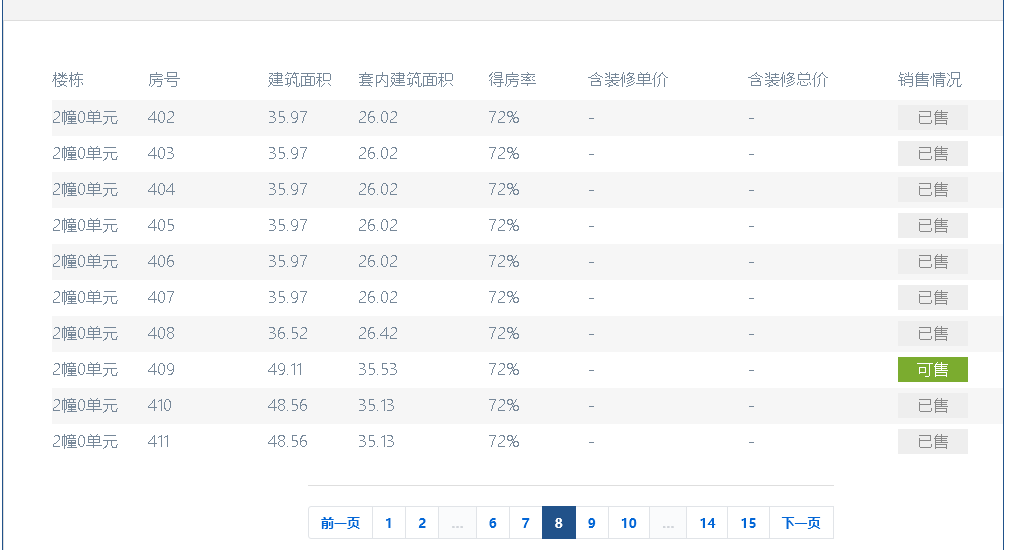 楼栋 房号 建筑面积 套内建筑面积 得房率 含装修单价 含装修总价 销售情况
2幢0单元 402 35.97 26.02 72% - - 已售
2幢0单元 403 35.97 26.02 72% - - 已售
2幢0单元 404 35.97 26.02 72% - - 已售
2幢0单元 405 35.97 26.02 72% - - 已售
2幢0单元 406 35.97 26.02 72% - - 已售
2幢0单元 407 35.97 26.02 72% - - 已售
2幢0单元 408 36.52 26.42 72% - - 已售
2幢0单元 409 49.11 35.53 72% - - 可售
2幢0单元 410 48.56 35.13 72% - - 已售
2幢0单元 411 48.56 35.13 72% - - 已售
前一页 1 2 ... 6 7 8 9 10 ... 14 15 下一页